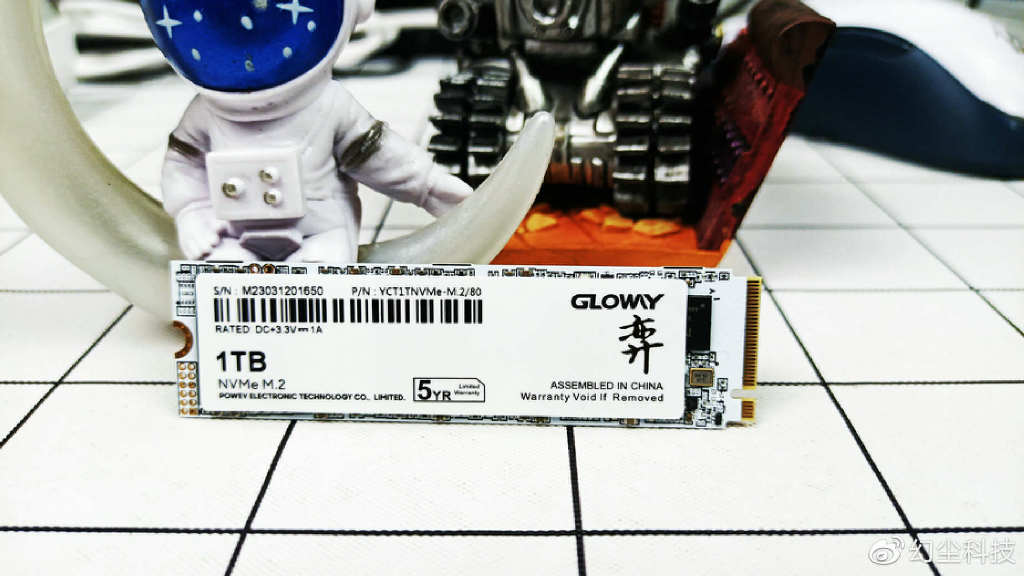 S/N : M23031201650 P/N : YCT1TNVMe-M.2/80
GLOWAY
弈
RATED DC+3.3V⎓1A
1TB
NVMe M.2
5YR Limited Warranty
ASSEMBLED IN CHINA
POWEV ELECTRONIC TECHNOLOGY CO., LIMITED.
Warranty Void If Removed
幻尘科技